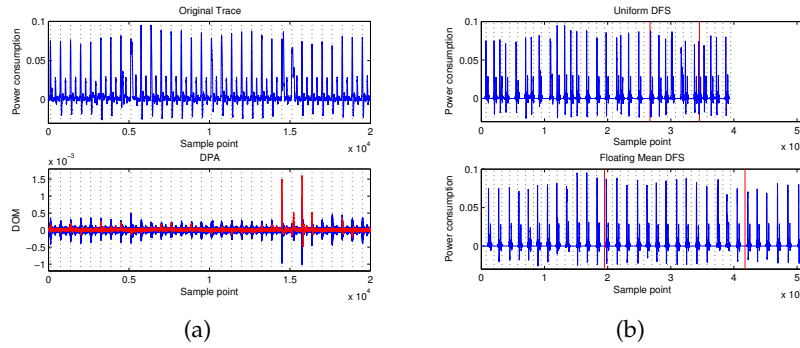 Original Trace
0.1
0.05
0
Power consumption
0 0.5 1 1.5 2
Sample point
x 10^4
DPA
x 10^-3
1.5
1
0.5
0
-0.5
-1
DOM
0 0.5 1 1.5 2
Sample point
x 10^4
(a)
Uniform DFS
0.1
0.05
0
Power consumption
0 1 2 3 4 5
Sample point
x 10
Floating Mean DFS
0.1
0.05
0
Power consumption
0 1 2 3 4 5
Sample point
x 10
(b)